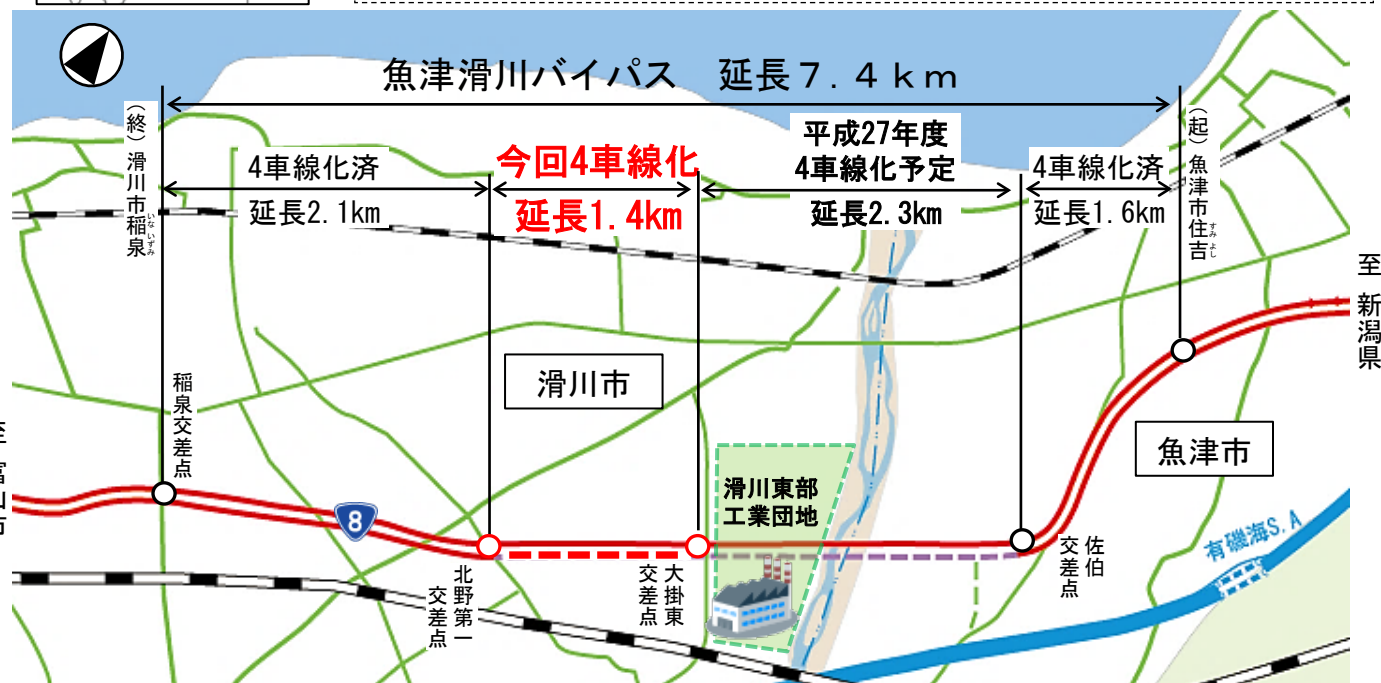 魚津滑川バイパス　延長７.４ｋｍ
（終）滑川市稲泉
いないずみ
4車線化済
延長2.1km
今回4車線化
延長1.4km
平成27年度
4車線化予定
延長2.3km
4車線化済
延長1.6km
（起）魚津市住吉
すみよし
至　新潟県
滑川市
魚津市
稲泉交差点
至　富山市
8
滑川東部
工業団地
北野第一
交差点
大掛東
交差点
佐伯
交差点
有磯海S.A